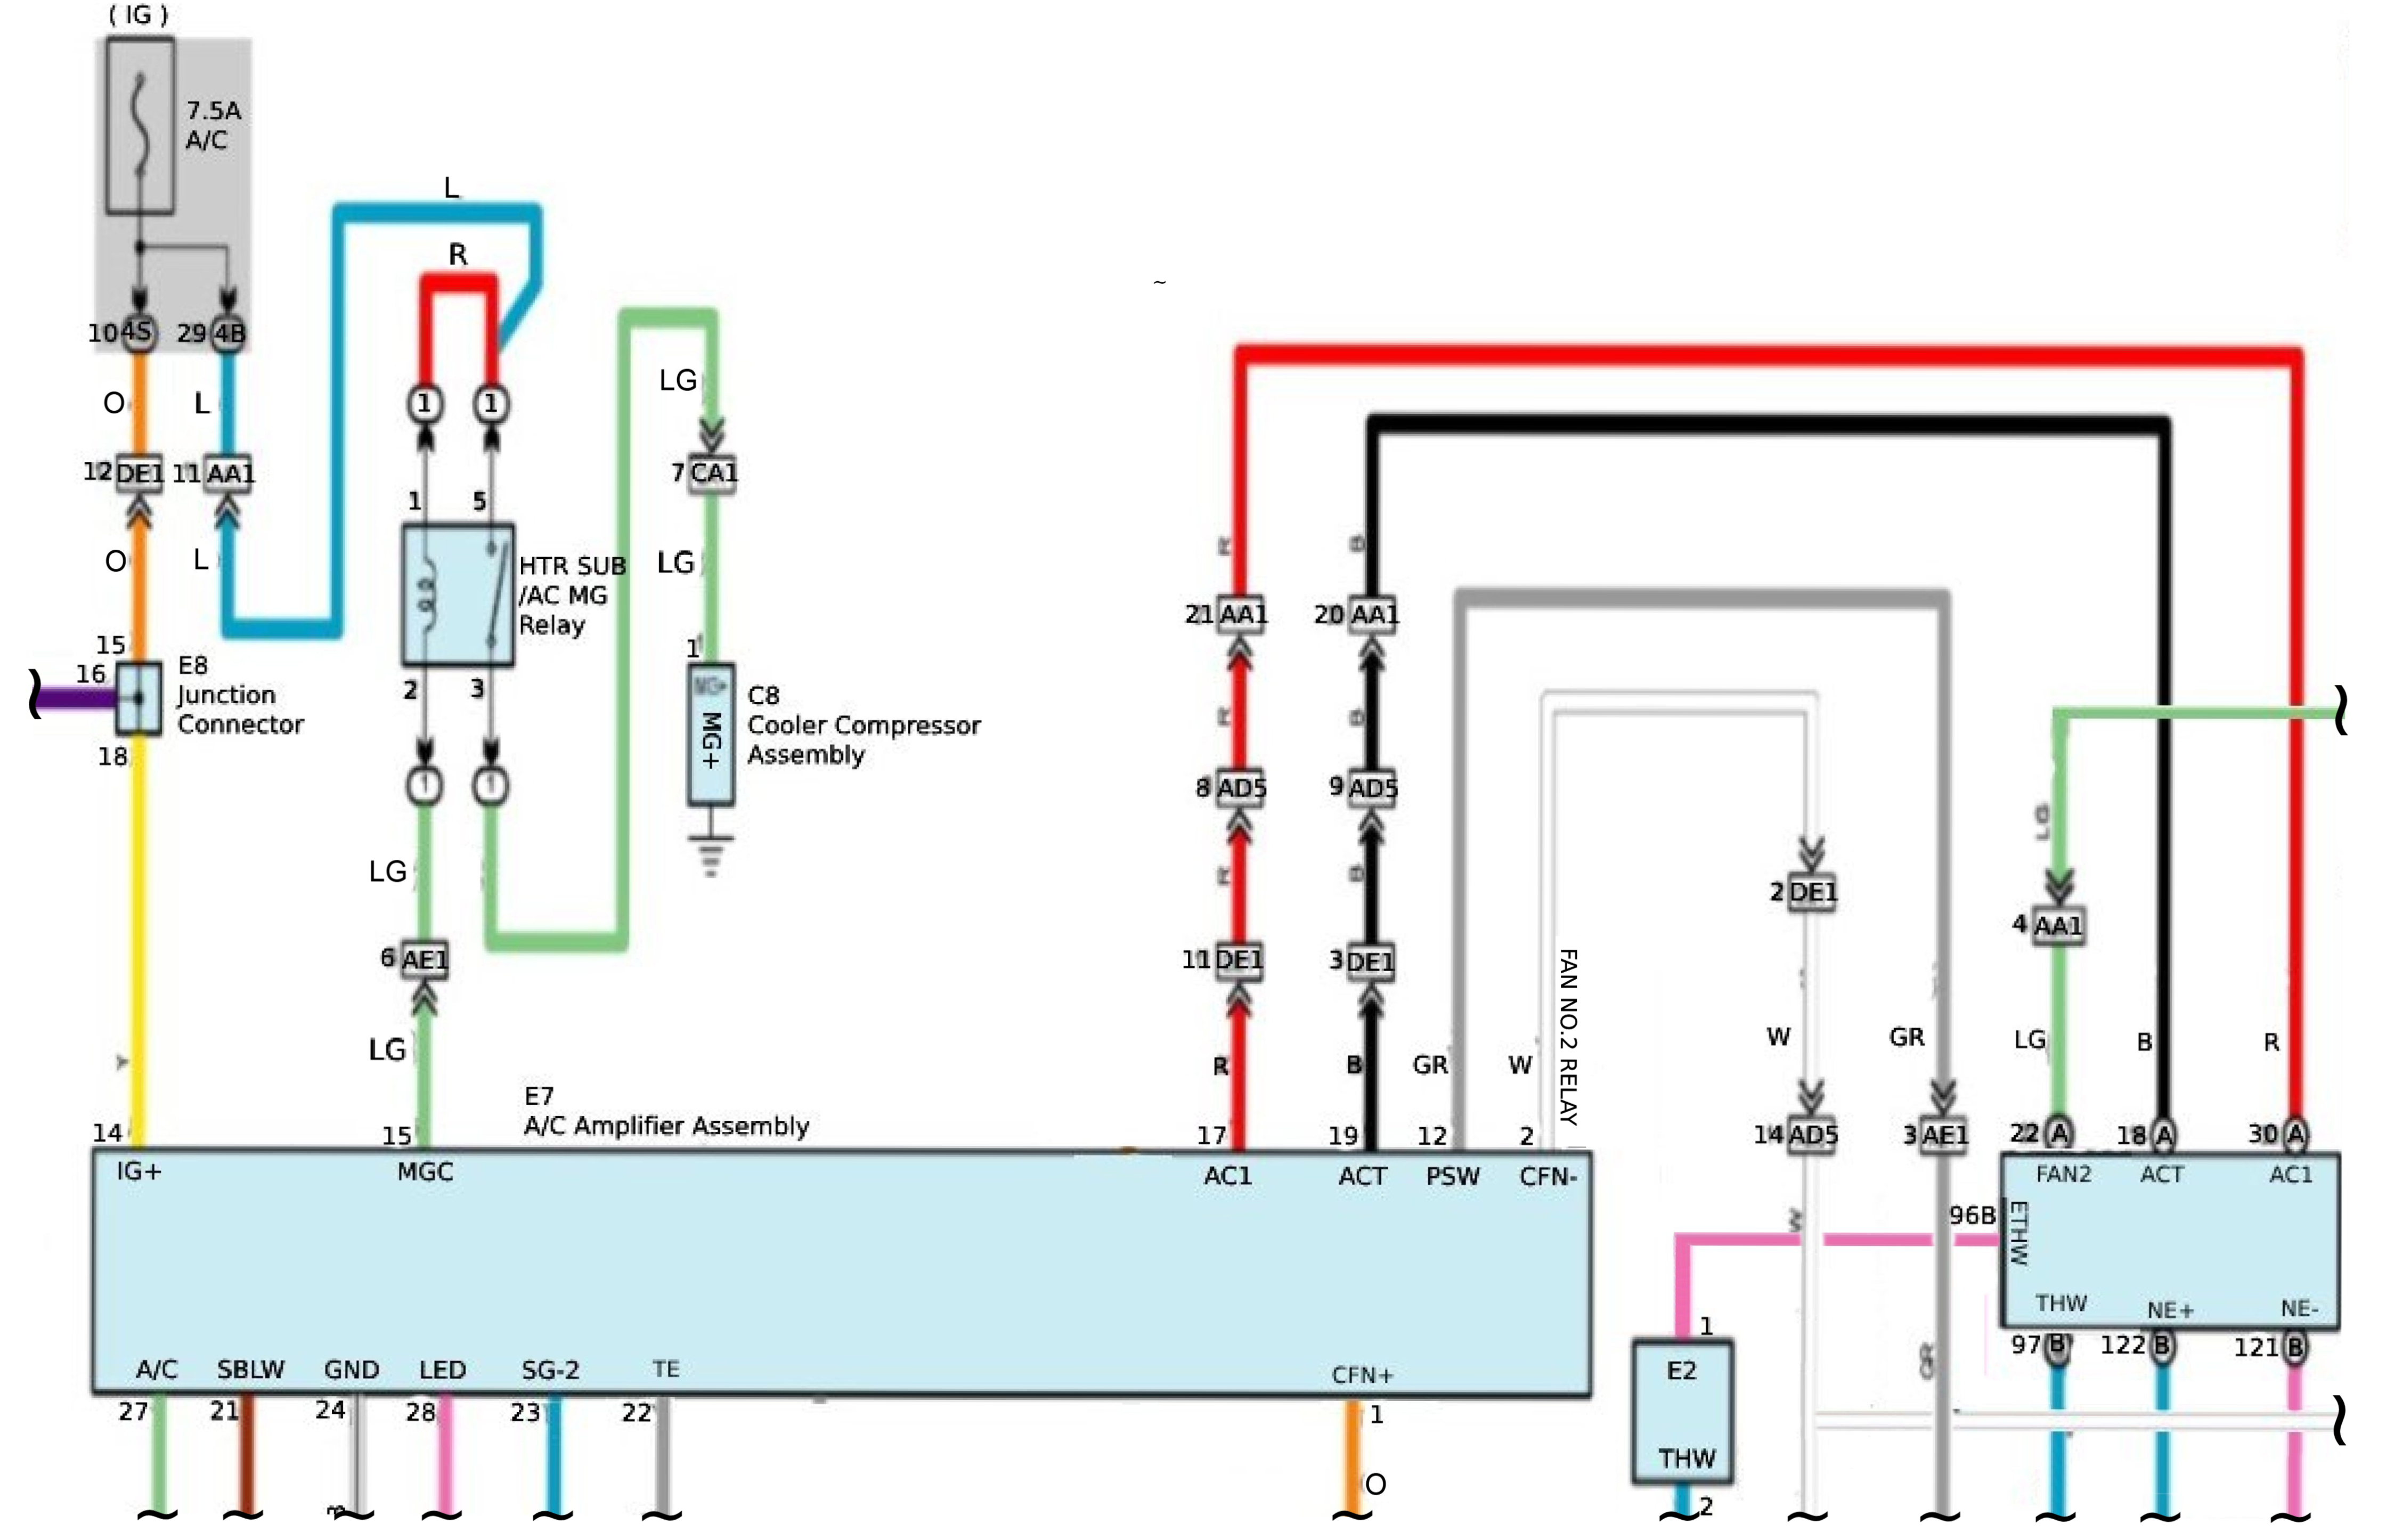 ( IG )
7.5A
A/C
10 4S
29 4B
O
L
12 DE1
11 AA1
O
L
15
16
E8
Junction
Connector
18
Y
14
L
R
1
1
1
5
HTR SUB
/AC MG
Relay
2
3
1
1
LG
6 AE1
LG
15
LG
7 CA1
LG
1
MG+
MG+
C8
Cooler Compressor
Assembly
E7
A/C Amplifier Assembly
~
R
B
21 AA1
20 AA1
R
B
8 AD5
9 AD5
R
B
11 DE1
3 DE1
R
B
GR
W
FAN NO.2 RELAY
17
19
12
2
2 DE1
W
GR
14 AD5
3 AE1
W
GR
LG
4 AA1
LG
B
R
22 A
18 A
30 A
IG+
MGC
AC1
ACT
PSW
CFN-
A/C
SBLW
GND
LED
SG-2
TE
CFN+
27
21
24
28
23
22
1
O
FAN2
ACT
AC1
96B
ETHW
THW
NE+
NE-
97 B
122 B
121 B
1
E2
THW
2